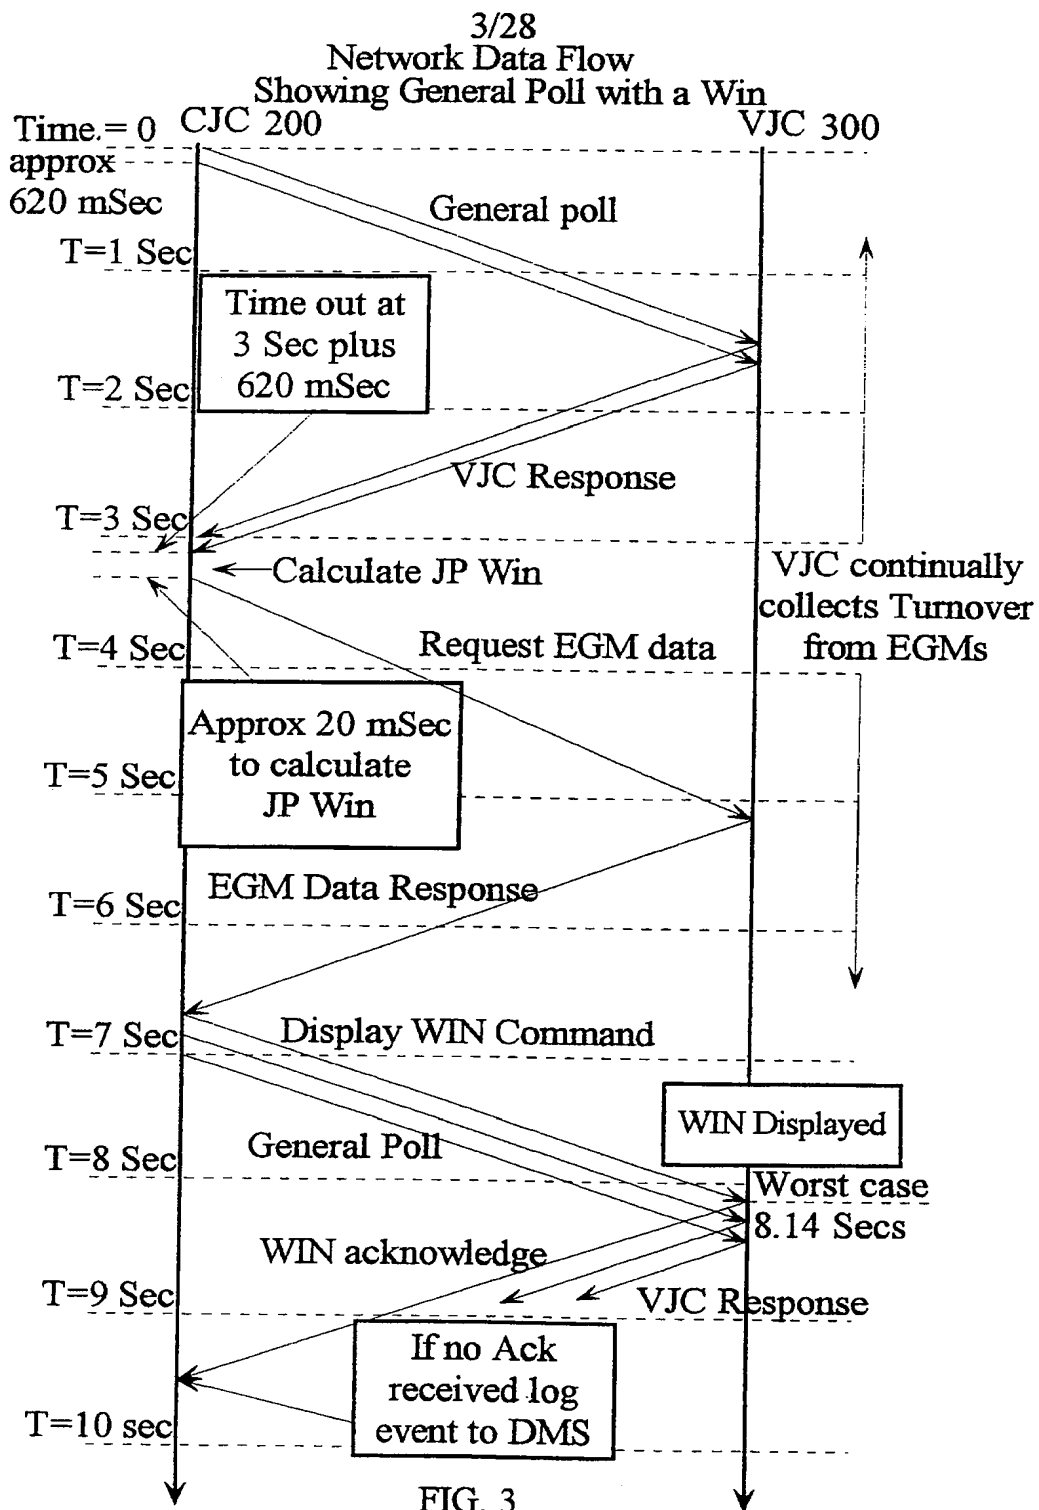 3/28
Network Data Flow
Showing General Poll with a Win
Time.= 0
CJC 200
VJC 300
approx
620 mSec
General poll
T=1 Sec
Time out at
3 Sec plus
620 mSec
T=2 Sec
VJC Response
T=3 Sec
Calculate JP Win
VJC continually
collects Turnover
from EGMs
T=4 Sec
Request EGM data
Approx 20 mSec
to calculate
JP Win
T=5 Sec
EGM Data Response
T=6 Sec
Display WIN Command
T=7 Sec
WIN Displayed
General Poll
T=8 Sec
Worst case
8.14 Secs
WIN acknowledge
T=9 Sec
VJC Response
If no Ack
received log
event to DMS
T=10 sec
FIG. 3